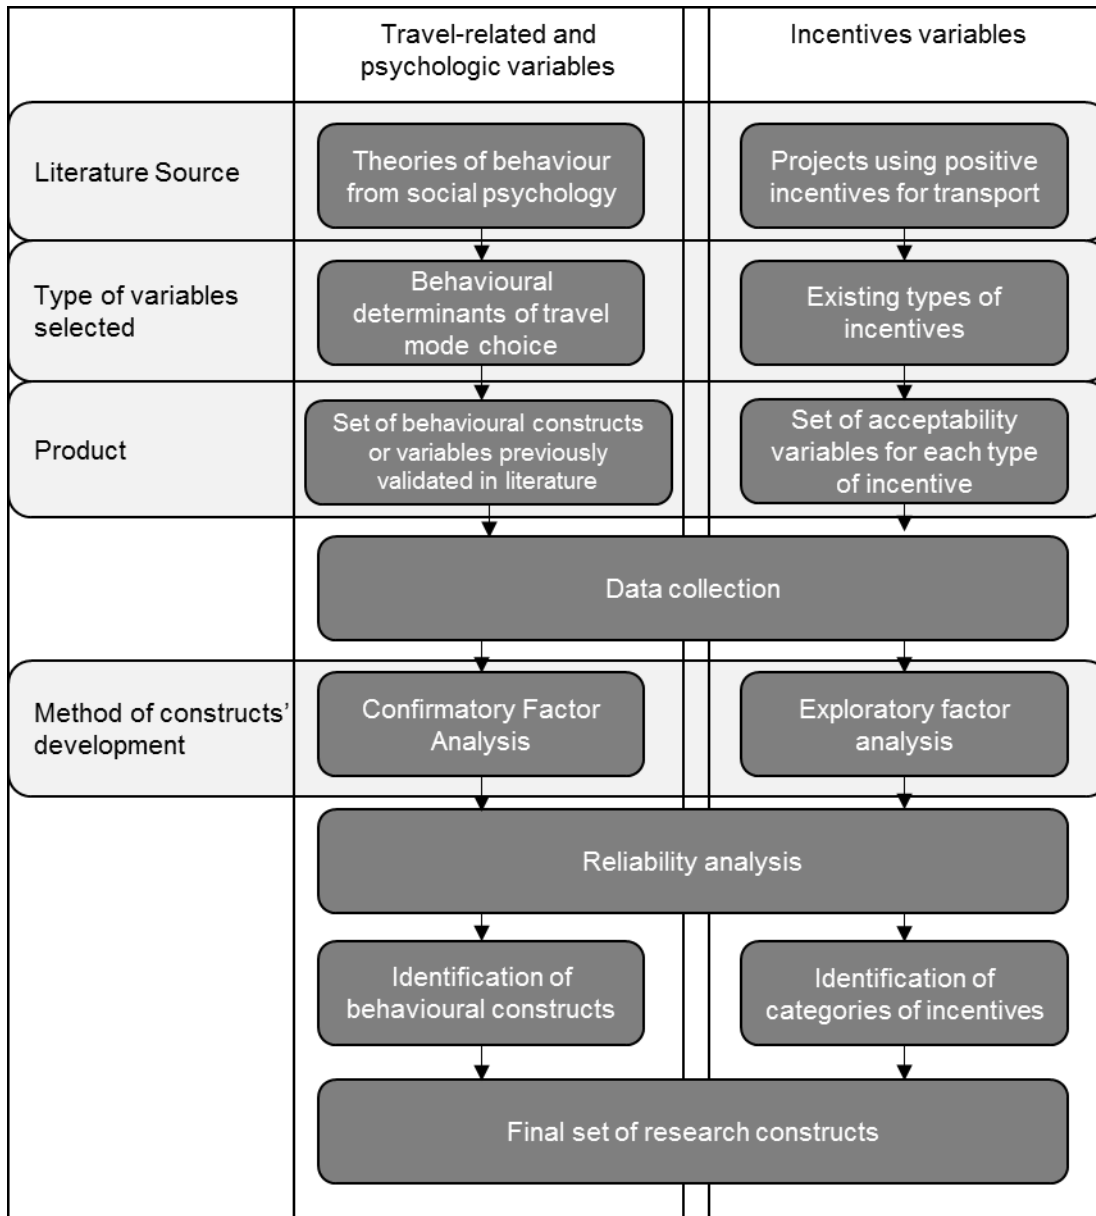 Travel-related and
psychologic variables
Incentives variables
Literature Source
Theories of behaviour
from social psychology
Projects using positive
incentives for transport
Type of variables
selected
Behavioural
determinants of travel
mode choice
Existing types of
incentives
Product
Set of behavioural constructs
or variables previously
validated in literature
Set of acceptability
variables for each type
of incentive
Data collection
Method of constructs’
development
Confirmatory Factor
Analysis
Exploratory factor
analysis
Reliability analysis
Identification of
behavioural constructs
Identification of
categories of incentives
Final set of research constructs